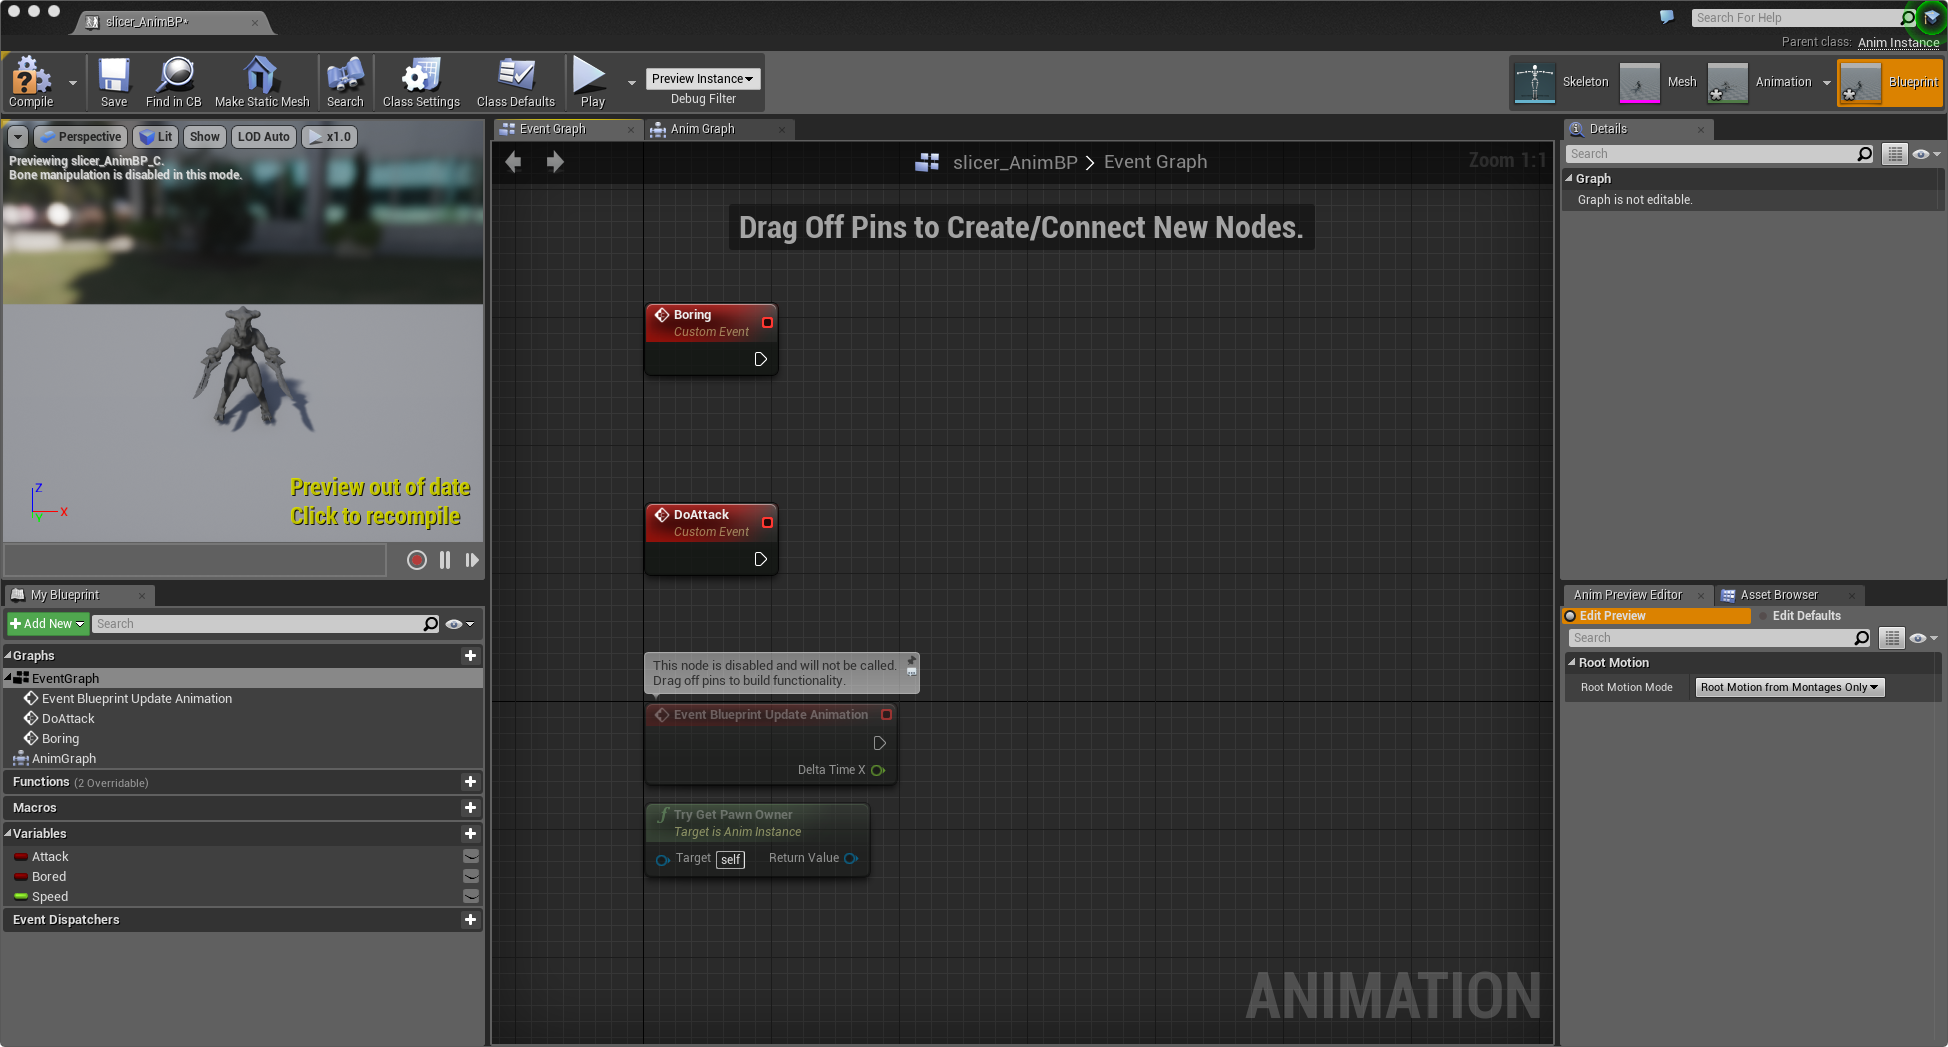 slicer_AnimBP*
Search For Help
Parent class: Anim Instance
Compile
Save
Find in CB
Make Static Mesh
Search
Class Settings
Class Defaults
Play
Preview Instance
Debug Filter
Skeleton
Mesh
Animation
Blueprint
Perspective
Lit
Show
LOD Auto
x1.0
Previewing slicer_AnimBP_C.
Bone manipulation is disabled in this mode.
Z
X
Y
Preview out of date
Click to recompile
My Blueprint
Add New
Search
Graphs
EventGraph
Event Blueprint Update Animation
DoAttack
Boring
AnimGraph
Functions (2 Overridable)
Macros
Variables
Attack
Bored
Speed
Event Dispatchers
Event Graph
Anim Graph
slicer_AnimBP > Event Graph
Zoom 1:1
Drag Off Pins to Create/Connect New Nodes.
Boring
Custom Event
DoAttack
Custom Event
This node is disabled and will not be called.
Drag off pins to build functionality.
Event Blueprint Update Animation
Delta Time X
f Try Get Pawn Owner
Target is Anim Instance
Target self
Return Value
ANIMATION
Details
Search
Graph
Graph is not editable.
Anim Preview Editor
Asset Browser
Edit Preview
Edit Defaults
Search
Root Motion
Root Motion Mode
Root Motion from Montages Only